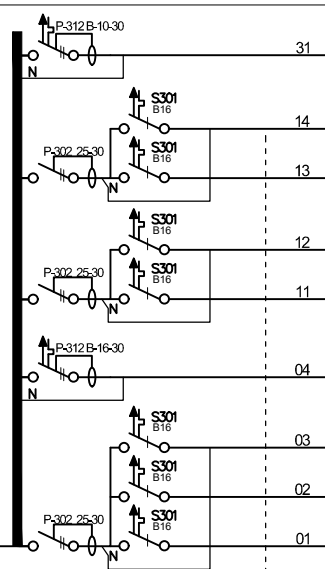 P-312 B-10-30
31
N
S301
B16
14
S301
B16
P-302 25-30
13
N
S301
B16
12
S301
B16
P-302 25-30
11
N
P-312 B-16-30
04
N
S301
B16
03
S301
B16
02
S301
B16
P-302 25-30
01
N